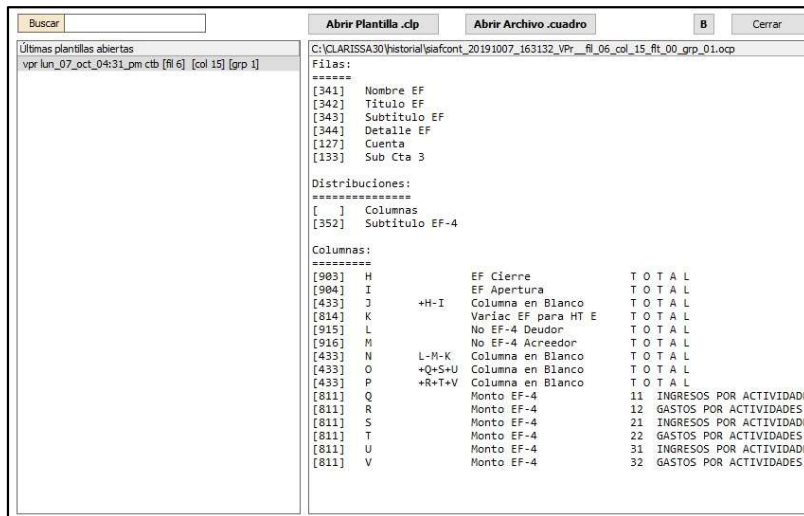 Buscar
Abrir Plantilla .clp
Abrir Archivo .cuadro
B
Cerrar
Últimas plantillas abiertas
vpr lun_07_oct_04:31_pm ctb [fil 6] [col 15] [grp 1]
C:\CLARISSA30\historial\siafcont_20191007_163132_VPr__fil_06_col_15_flt_00_grp_01.ocp
Filas:
======
[341] Nombre EF
[342] Titulo EF
[343] Subtitulo EF
[344] Detalle EF
[127] Cuenta
[133] Sub Cta 3
Distribuciones:
===============
[ ] Columnas
[352] Subtitulo EF-4
Columnas:
=========
[903] H EF Cierre T O T A L
[904] I EF Apertura T O T A L
[433] J +H-I Columna en Blanco T O T A L
[814] K Variac EF para HT E T O T A L
[915] L No EF-4 Deudor T O T A L
[916] M No EF-4 Acreedor T O T A L
[433] N L-M-K Columna en Blanco T O T A L
[433] O +Q+S+U Columna en Blanco T O T A L
[433] P +R+T+V Columna en Blanco T O T A L
[811] Q Monto EF-4 11 INGRESOS POR ACTIVIDAD
[811] R Monto EF-4 12 GASTOS POR ACTIVIDADES
[811] S Monto EF-4 21 INGRESOS POR ACTIVIDAD
[811] T Monto EF-4 22 GASTOS POR ACTIVIDADES
[811] U Monto EF-4 31 INGRESOS POR ACTIVIDAD
[811] V Monto EF-4 32 GASTOS POR ACTIVIDADES